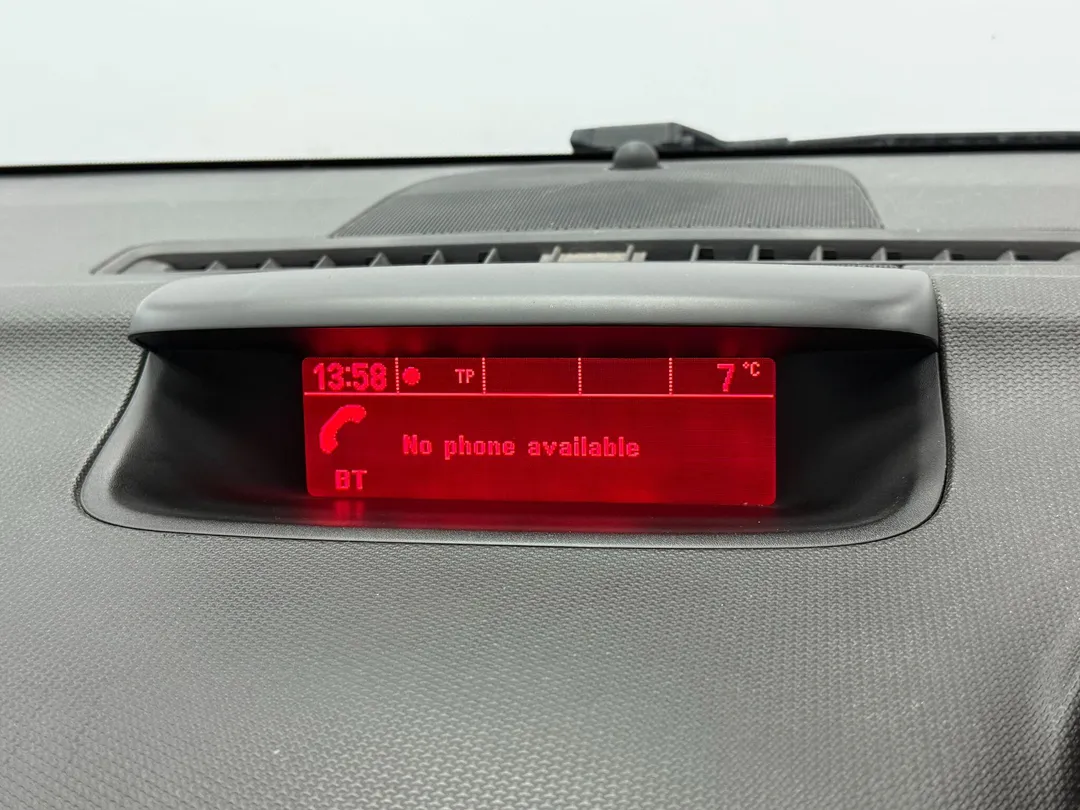 13:58 TP 7 °C
No phone available
BT